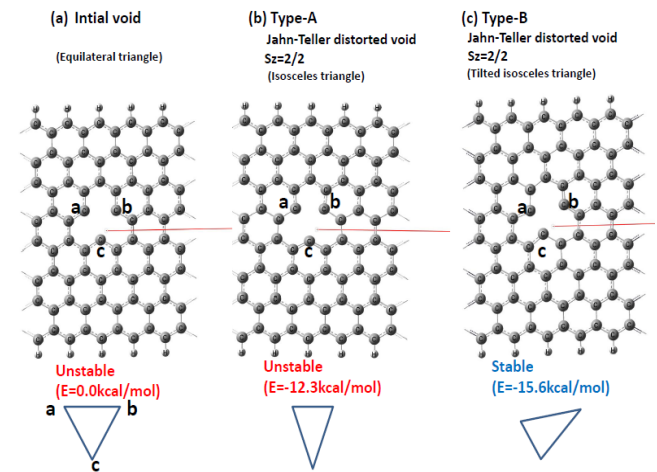 (a) Intial void
(Equilateral triangle)
a
b
c
Unstable
(E=0.0kcal/mol)
a
b
c
(b) Type-A
Jahn-Teller distorted void
Sz=2/2
(Isosceles triangle)
a
b
c
Unstable
(E=-12.3kcal/mol)
(c) Type-B
Jahn-Teller distorted void
Sz=2/2
(Tilted isosceles triangle)
a
b
c
Stable
(E=-15.6kcal/mol)